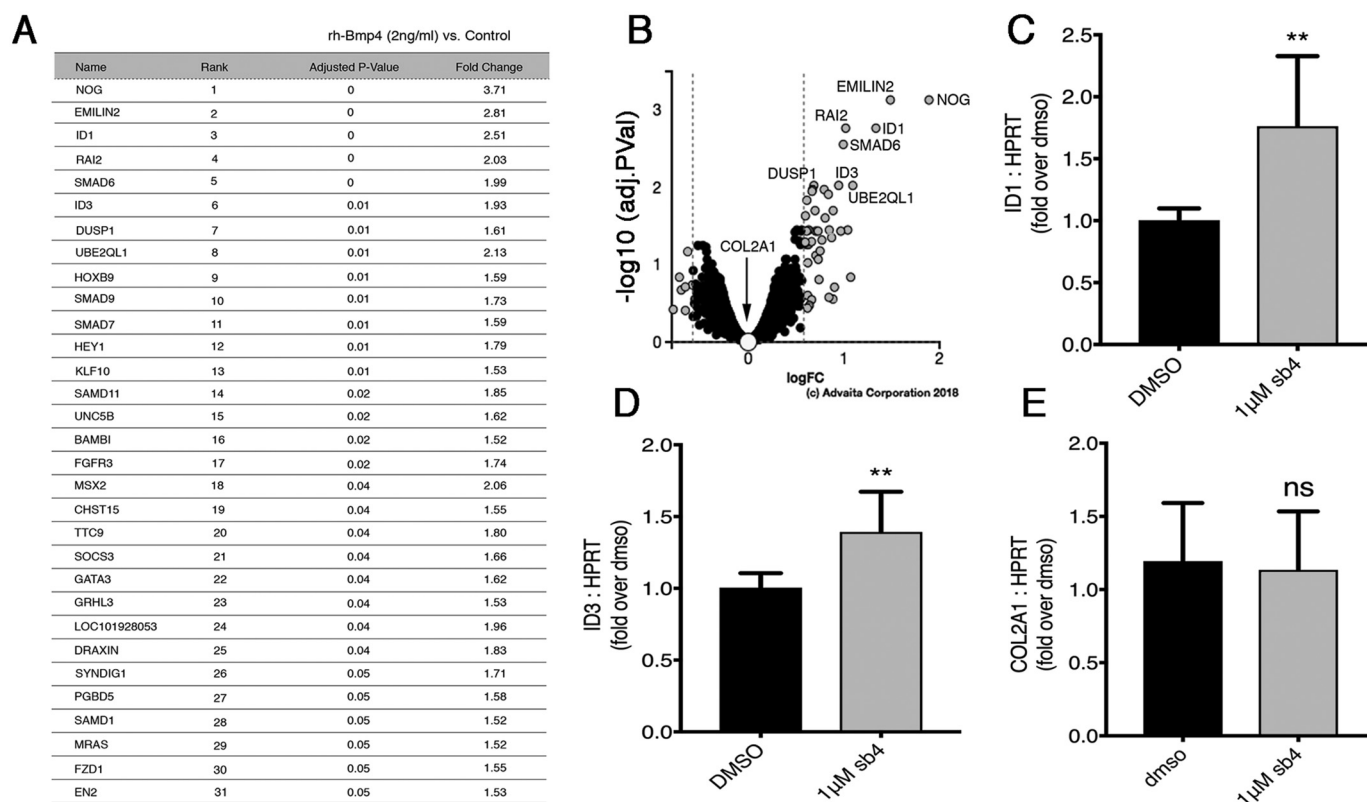 A
rh-Bmp4 (2ng/ml) vs. Control
Name Rank Adjusted P-Value Fold Change
NOG 1 0 3.71
EMILIN2 2 0 2.81
ID1 3 0 2.51
RAI2 4 0 2.03
SMAD6 5 0 1.99
ID3 6 0.01 1.93
DUSP1 7 0.01 1.61
UBE2QL1 8 0.01 2.13
HOXB9 9 0.01 1.59
SMAD9 10 0.01 1.73
SMAD7 11 0.01 1.59
HEY1 12 0.01 1.79
KLF10 13 0.01 1.53
SAMD11 14 0.02 1.85
UNC5B 15 0.02 1.62
BAMBI 16 0.02 1.52
FGFR3 17 0.02 1.74
MSX2 18 0.04 2.06
CHST15 19 0.04 1.55
TTC9 20 0.04 1.80
SOCS3 21 0.04 1.66
GATA3 22 0.04 1.62
GRHL3 23 0.04 1.53
LOC101928053 24 0.04 1.96
DRAXIN 25 0.04 1.83
SYNDIG1 26 0.05 1.71
PGBD5 27 0.05 1.58
SAMD1 28 0.05 1.52
MRAS 29 0.05 1.52
FZD1 30 0.05 1.55
EN2 31 0.05 1.53
B
-log10 (adj.PVal)
3
2
1
0
EMILIN2
NOG
RAI2
ID1
SMAD6
DUSP1
ID3
UBE2QL1
COL2A1
0 1 2
logFC
(c) Advaita Corporation 2018
C
ID1 : HPRT
(fold over dmso)
2.5
2.0
1.5
1.0
0.5
0.0
**
DMSO
1µM sb4
D
ID3 : HPRT
(fold over dmso)
2.0
1.5
1.0
0.5
0.0
**
DMSO
1µM sb4
E
COL2A1 : HPRT
(fold over dmso)
2.0
1.5
1.0
0.5
0.0
ns
dmso
1µM sb4